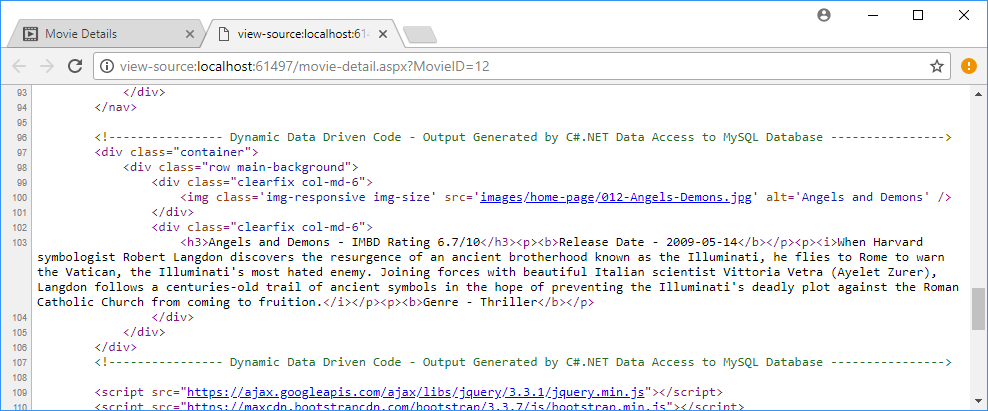 Movie Details
view-source:localhost:614
view-source:localhost:61497/movie-detail.aspx?MovieID=12
93 </div>
94 </nav>
95
96 <!--------------- Dynamic Data Driven Code - Output Generated by C#.NET Data Access to MySQL Database --------------->
97 <div class="container">
98 <div class="row main-background">
99 <div class="clearfix col-md-6">
100 <img class='img-responsive img-size' src='images/home-page/012-Angels-Demons.jpg' alt='Angels and Demons' />
101 </div>
102 <div class="clearfix col-md-6">
103 <h3>Angels and Demons - IMBD Rating 6.7/10</h3><p><b>Release Date - 2009-05-14</b></p><p><i>When Harvard
symbologist Robert Langdon discovers the resurgence of an ancient brotherhood known as the Illuminati, he flies to Rome to warn
the Vatican, the Illuminati's most hated enemy. Joining forces with beautiful Italian scientist Vittoria Vetra (Ayelet Zurer),
Langdon follows a centuries-old trail of ancient symbols in the hope of preventing the Illuminati's deadly plot against the Roman
Catholic Church from coming to fruition.</i></p><p><b>Genre - Thriller</b></p>
104 </div>
105 </div>
106 </div>
107 <!--------------- Dynamic Data Driven Code - Output Generated by C#.NET Data Access to MySQL Database --------------->
108
109 <script src="https://ajax.googleapis.com/ajax/libs/jquery/3.3.1/jquery.min.js"></script>
110 <script src="https://maxcdn.bootstrapcdn.com/bootstrap/3.3.7/js/bootstrap.min.js"></script>